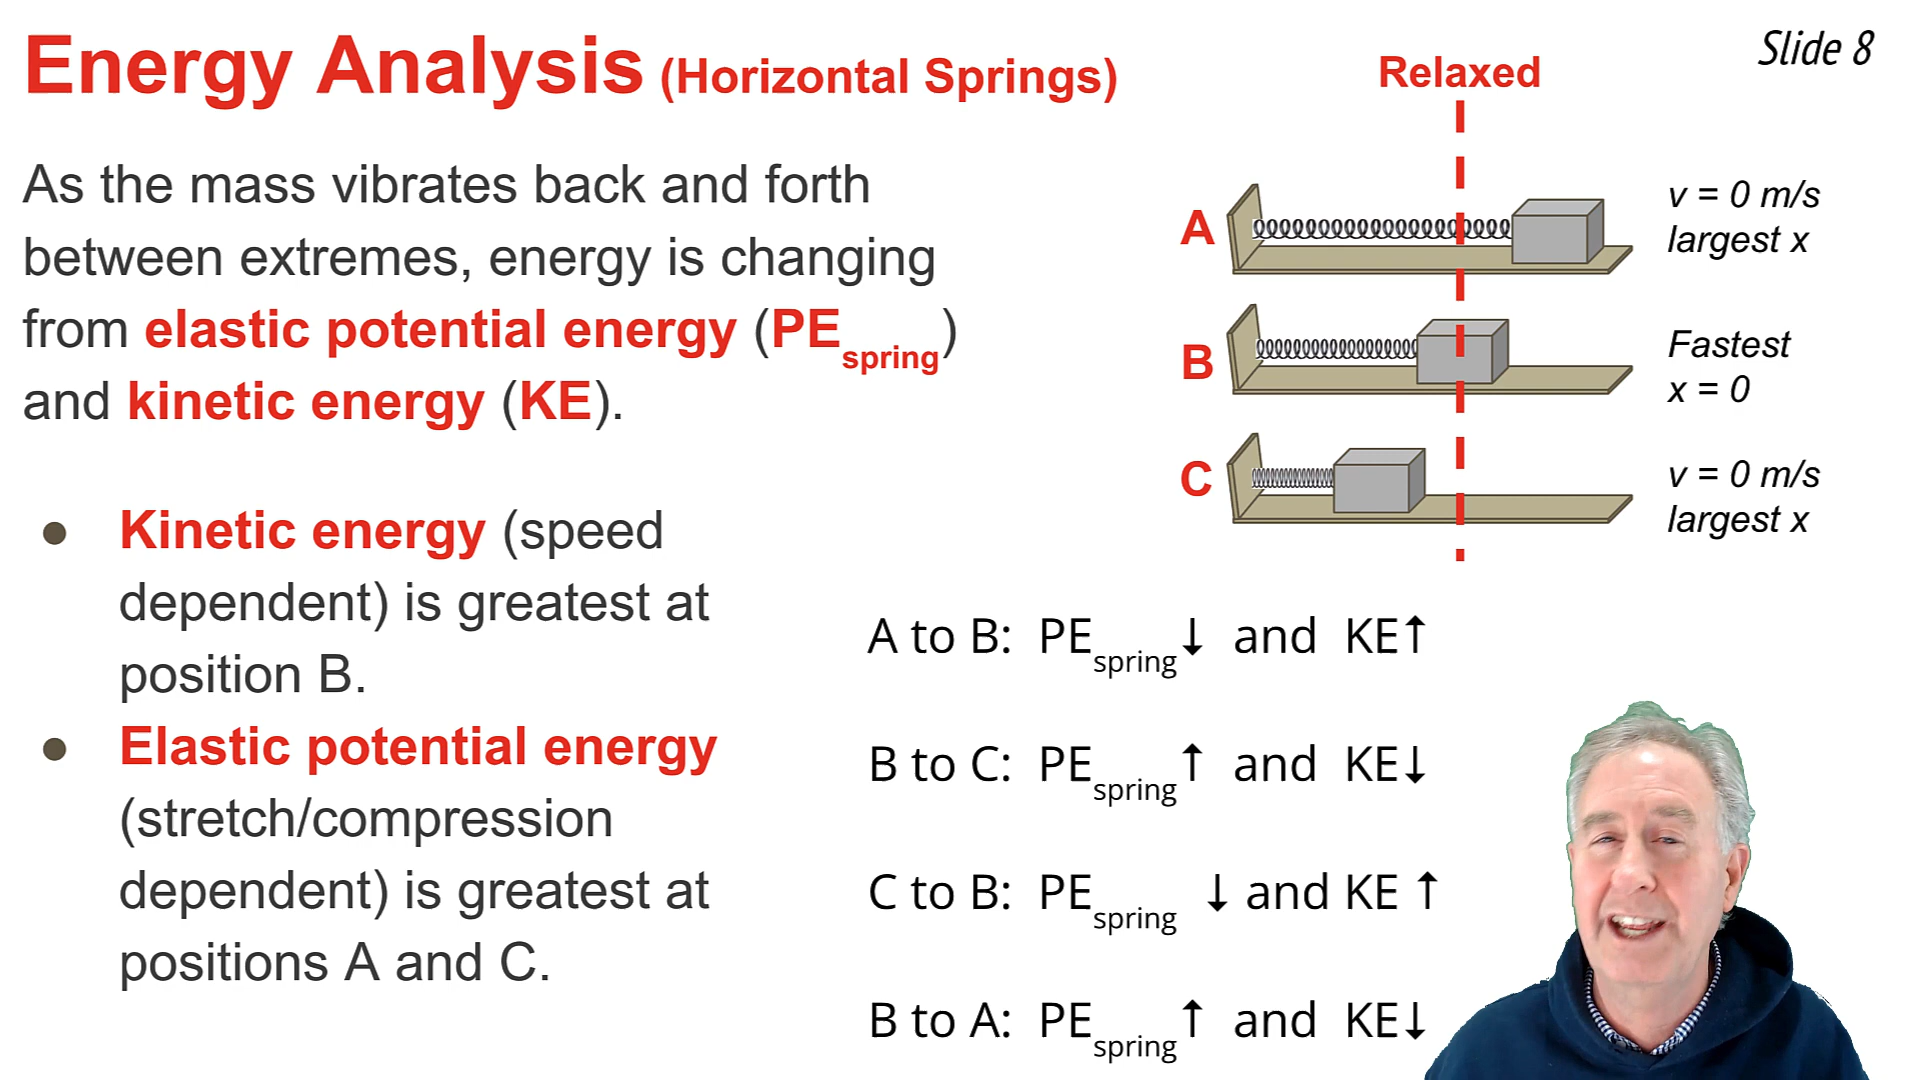 Energy Analysis (Horizontal Springs)
Slide 8
As the mass vibrates back and forth
between extremes, energy is changing
from elastic potential energy (PEspring)
and kinetic energy (KE).
● Kinetic energy (speed
dependent) is greatest at
position B.
● Elastic potential energy
(stretch/compression
dependent) is greatest at
positions A and C.
Relaxed
A
v = 0 m/s
largest x
B
Fastest
x = 0
C
v = 0 m/s
largest x
A to B: PEspring↓ and KE↑
B to C: PEspring↑ and KE↓
C to B: PEspring ↓ and KE ↑
B to A: PEspring↑ and KE↓